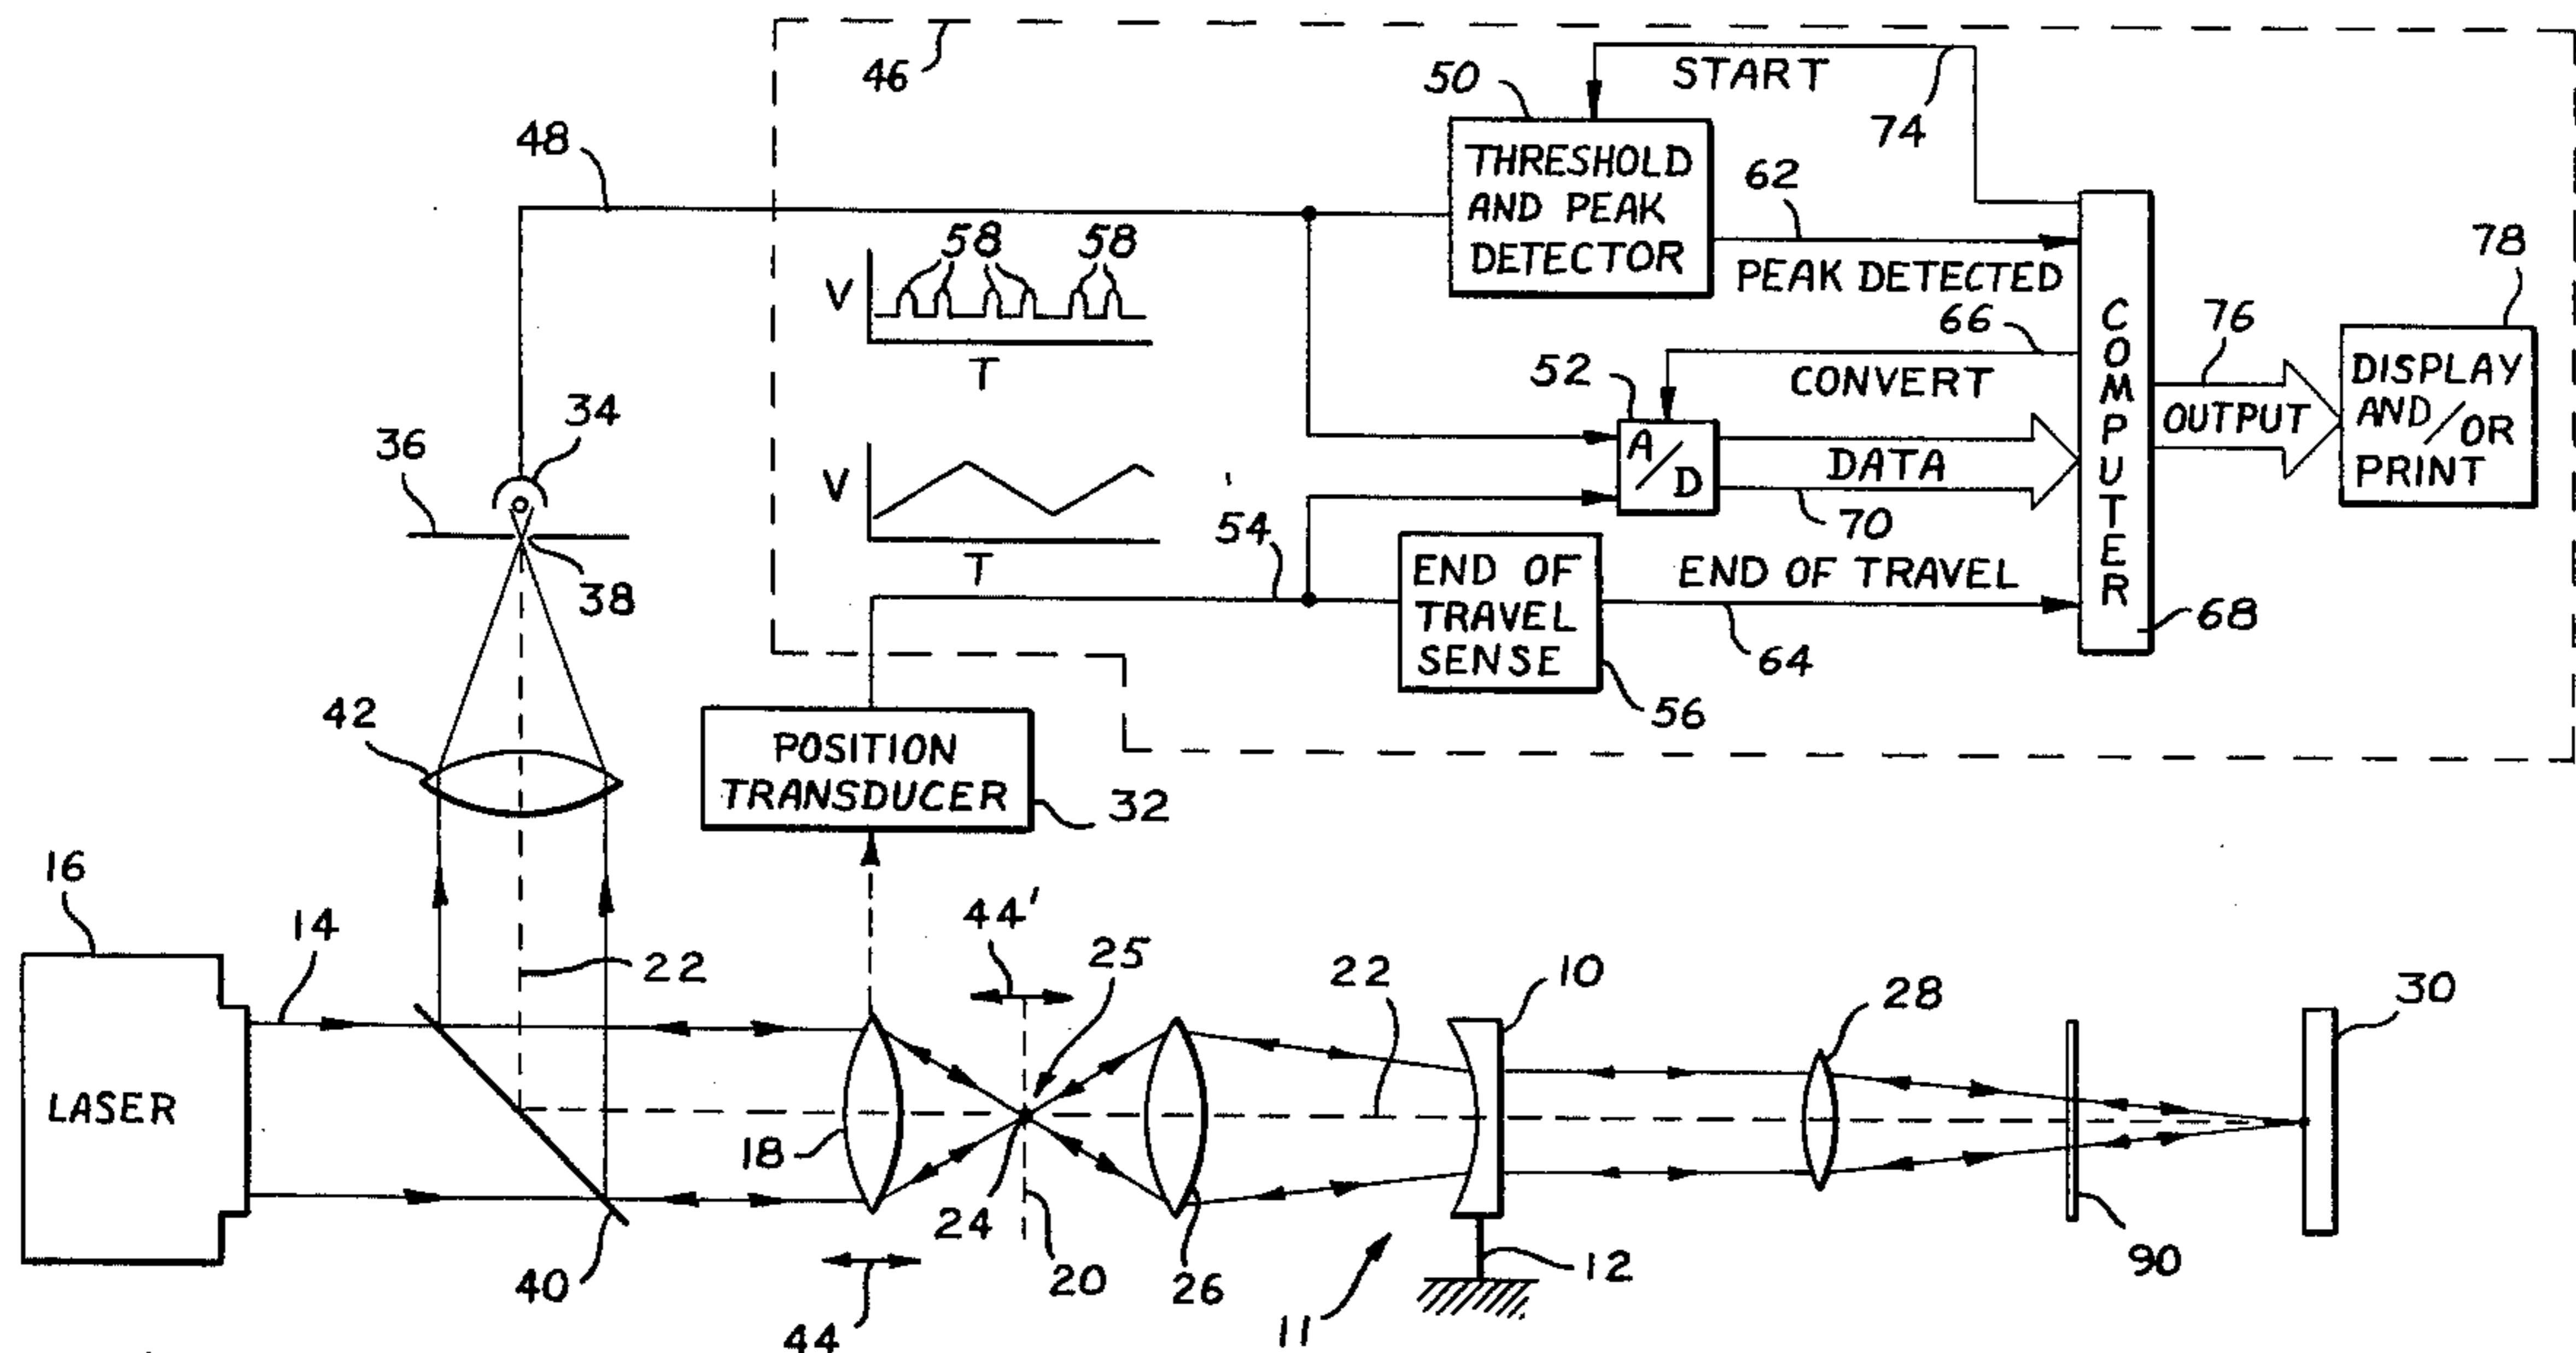 46
50
START
74
48
THRESHOLD
AND PEAK
DETECTOR
62
PEAK DETECTED
58
58
V
T
78
66
CONVERT
52
A/D
DATA
70
COMPUTER
76
OUTPUT
DISPLAY
AND/OR
PRINT
34
36
38
V
T
54
END OF
TRAVEL
SENSE
END OF TRAVEL
64
68
56
42
POSITION
TRANSDUCER
32
16
14
22
LASER
44'
25
22
10
28
30
18
24
20
26
40
44
11
12
90